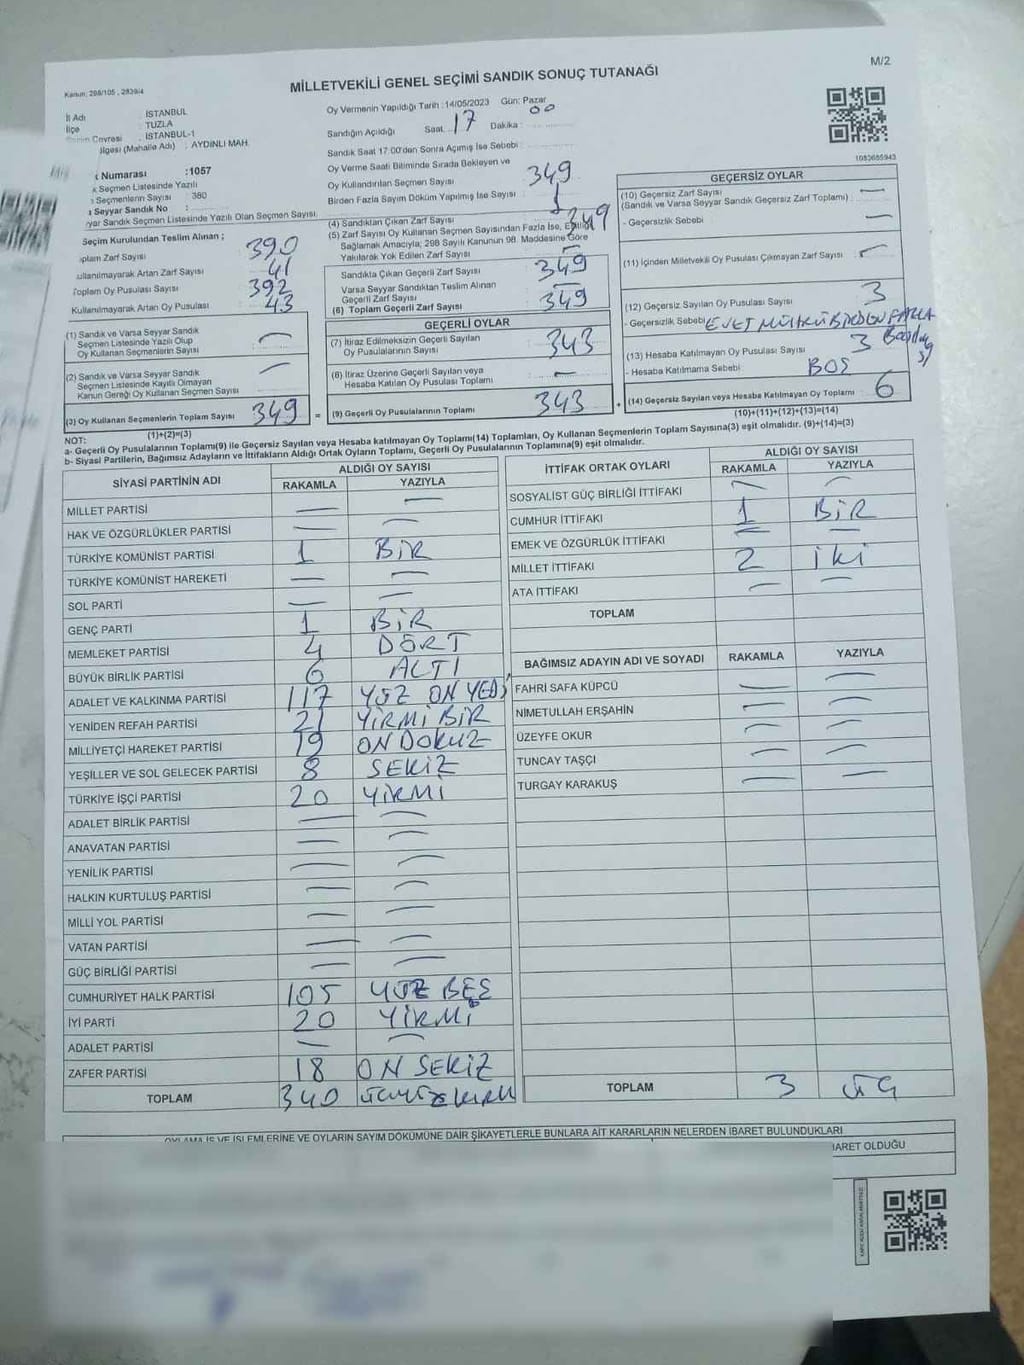 M/2
Kanun: 298/105 , 2839/4
MİLLETVEKİLİ GENEL SEÇİMİ SANDIK SONUÇ TUTANAĞI
İl Adı : İSTANBUL
İlçe : TUZLA
Çevresi : İSTANBUL-1
lgesi (Mahalle Adı) : AYDINLI MAH.
Oy Vermenin Yapıldığı Tarih : 14/05/2023 Gün: Pazar
Sandığın Açıldığı Saat 17 Dakika : 00
Sandık Saat 17:00'den Sonra Açımış İse Sebebi :
Oy Verme Saati Bitiminde Sırada Bekleyen ve
Oy Kullandırılan Seçmen Sayısı 349
Birden Fazla Sayım Döküm Yapılmış İse Sayısı : 1
1083685943
Numarası :1057
Seçmen Listesinde Yazılı
Seçmenlerin Sayısı : 380
Seyyar Sandık No :
yar Sandık Seçmen Listesinde Yazılı Olan Seçmen Sayısı
Seçim Kurulundan Teslim Alınan ;
plam Zarf Sayısı 390
ullanılmayarak Artan Zarf Sayısı 41
Toplam Oy Pusulası Sayısı 392
Kullanılmayarak Artan Oy Pusulası 43
(1) Sandık ve Varsa Seyyar Sandık
Seçmen Listesinde Yazılı Olup
Oy Kullanan Seçmenlerin Sayısı —
(2) Sandık ve Varsa Seyyar Sandık
Seçmen Listesinde Kayıtlı Olmayan
Kanun Gereği Oy Kullanan Seçmen Sayısı —
(3) Oy Kullanan Seçmenlerin Toplam Sayısı 349 =
(1)+(2)=(3)
(4) Sandıktan Çıkan Zarf Sayısı 349
(5) Zarf Sayısı Oy Kullanan Seçmen Sayısından Fazla İse, Eşitliği
Sağlamak Amacıyla; 298 Sayılı Kanunun 98. Maddesine Göre
Yakılarak Yok Edilen Zarf Sayısı —
Sandıkta Çıkan Geçerli Zarf Sayısı 349
Varsa Seyyar Sandıktan Teslim Alınan
Geçerli Zarf Sayısı —
(6) Toplam Geçerli Zarf Sayısı 349
GEÇERLİ OYLAR
(7) İtiraz Edilmeksizin Geçerli Sayılan
Oy Pusulalarının Sayısı 343
(8) İtiraz Üzerine Geçerli Sayılan veya
Hesaba Katılan Oy Pusulası Toplamı —
(9) Geçerli Oy Pusulalarının Toplamı 343 +
GEÇERSİZ OYLAR
(10) Geçersiz Zarf Sayısı —
(Sandık ve Varsa Seyyar Sandık Geçersiz Zarf Toplamı) :
- Geçersizlik Sebebi —
(11) İçinden Milletvekili Oy Pusulası Çıkmayan Zarf Sayısı : —
(12) Geçersiz Sayılan Oy Pusulası Sayısı 3
- Geçersizlik Sebebi
(13) Hesaba Katılmayan Oy Pusulası Sayısı 3
- Hesaba Katılmama Sebebi BOŞ
(14) Geçersiz Sayılan veya Hesaba Katılmayan Oy Toplamı 6
(10)+(11)+(12)+(13)=(14)
NOT:
a- Geçerli Oy Pusulalarının Toplamı(9) ile Geçersiz Sayılan veya Hesaba katılmayan Oy Toplamı(14) Toplamları, Oy Kullanan Seçmenlerin Toplam Sayısına(3) eşit olmalıdır. (9)+(14)=(3)
b- Siyasi Partilerin, Bağımsız Adayların ve İttifakların Aldığı Ortak Oyların Toplamı, Geçerli Oy Pusulalarının Toplamına(9) eşit olmalıdır.
SİYASİ PARTİNİN ADI ALDIĞI OY SAYISI
RAKAMLA YAZIYLA
MİLLET PARTİSİ — —
HAK VE ÖZGÜRLÜKLER PARTİSİ — —
TÜRKİYE KOMÜNİST PARTİSİ 1 BİR
TÜRKİYE KOMÜNİST HAREKETİ — —
SOL PARTİ — —
GENÇ PARTİ 1 BİR
MEMLEKET PARTİSİ 4 DÖRT
BÜYÜK BİRLİK PARTİSİ 6 ALTI
ADALET VE KALKINMA PARTİSİ 117 YÜZ ON YEDİ
YENİDEN REFAH PARTİSİ 21 YİRMİ BİR
MİLLİYETÇİ HAREKET PARTİSİ 19 ON DOKUZ
YEŞİLLER VE SOL GELECEK PARTİSİ 8 SEKİZ
TÜRKİYE İŞÇİ PARTİSİ 20 YİRMİ
ADALET BİRLİK PARTİSİ — —
ANAVATAN PARTİSİ — —
YENİLİK PARTİSİ — —
HALKIN KURTULUŞ PARTİSİ — —
MİLLİ YOL PARTİSİ — —
VATAN PARTİSİ — —
GÜÇ BİRLİĞİ PARTİSİ — —
CUMHURİYET HALK PARTİSİ 105 YÜZ BEŞ
İYİ PARTİ 20 YİRMİ
ADALET PARTİSİ — —
ZAFER PARTİSİ 18 ON SEKİZ
TOPLAM 340
İTTİFAK ORTAK OYLARI ALDIĞI OY SAYISI
RAKAMLA YAZIYLA
SOSYALİST GÜÇ BİRLİĞİ İTTİFAKI — —
CUMHUR İTTİFAKI 1 BİR
EMEK VE ÖZGÜRLÜK İTTİFAKI — —
MİLLET İTTİFAKI 2 İKİ
ATA İTTİFAKI — —
TOPLAM
BAĞIMSIZ ADAYIN ADI VE SOYADI RAKAMLA YAZIYLA
FAHRİ SAFA KÜPCÜ — —
NİMETULLAH ERŞAHİN — —
ÜZEYFE OKUR — —
TUNCAY TAŞÇI — —
TURGAY KARAKUŞ — —
TOPLAM 3 ÜÇ
OYLAMA İŞ VE İŞLEMLERİNE VE OYLARIN SAYIM DÖKÜMÜNE DAİR ŞİKAYETLERLE BUNLARA AİT KARARLARIN NELERDEN İBARET BULUNDUKLARI
İBARET OLDUĞU